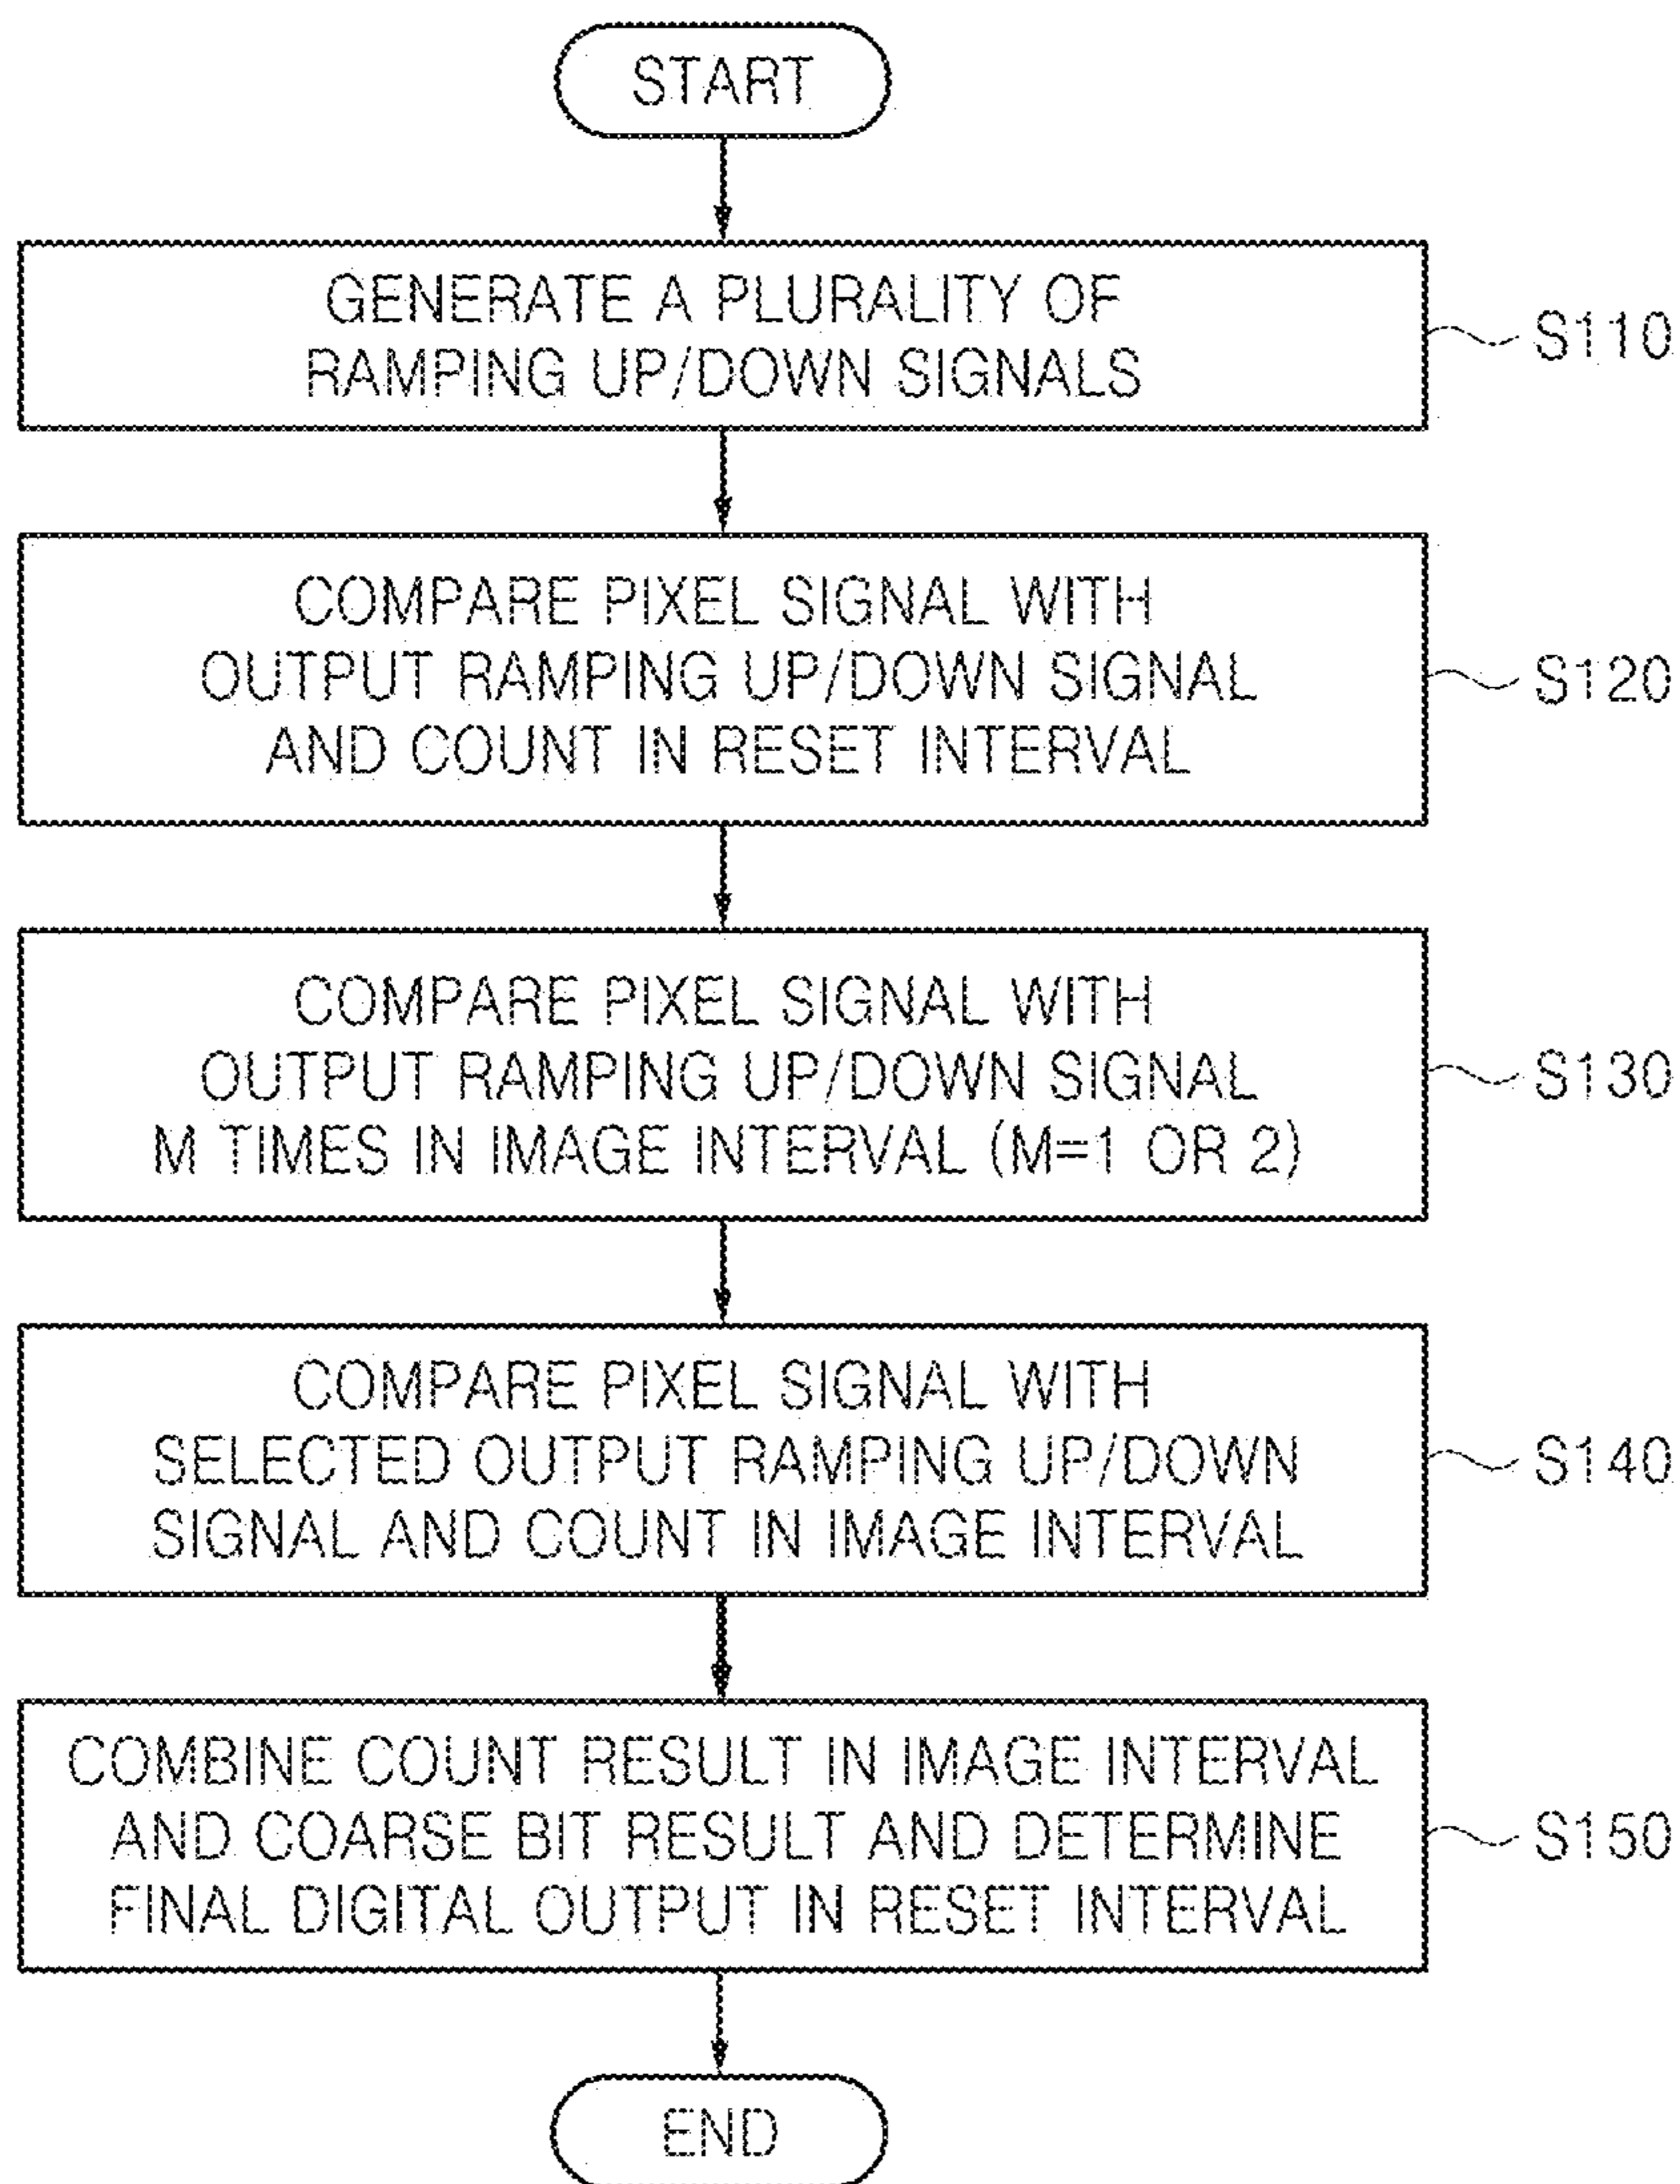 START
GENERATE A PLURALITY OF
RAMPING UP/DOWN SIGNALS
S110
COMPARE PIXEL SIGNAL WITH
OUTPUT RAMPING UP/DOWN SIGNAL
AND COUNT IN RESET INTERVAL
S120
COMPARE PIXEL SIGNAL WITH
OUTPUT RAMPING UP/DOWN SIGNAL
M TIMES IN IMAGE INTERVAL (M=1 OR 2)
S130
COMPARE PIXEL SIGNAL WITH
SELECTED OUTPUT RAMPING UP/DOWN
SIGNAL AND COUNT IN IMAGE INTERVAL
S140
COMBINE COUNT RESULT IN IMAGE INTERVAL
AND COARSE BIT RESULT AND DETERMINE
FINAL DIGITAL OUTPUT IN RESET INTERVAL
S150
END